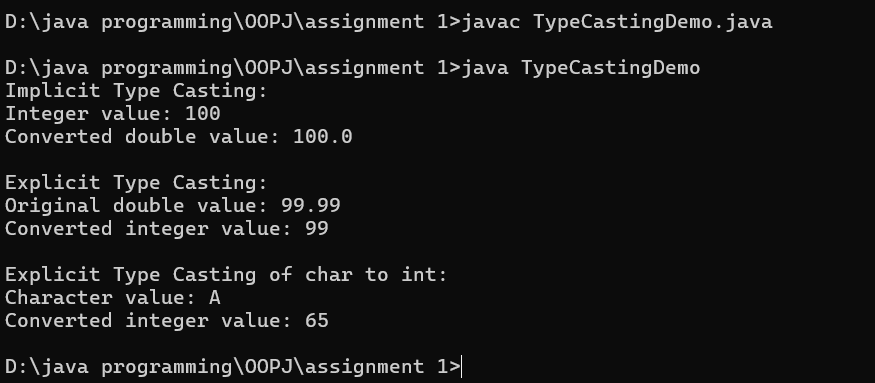 D:\java programming\OOPJ\assignment 1>javac TypeCastingDemo.java
D:\java programming\OOPJ\assignment 1>java TypeCastingDemo
Implicit Type Casting:
Integer value: 100
Converted double value: 100.0
Explicit Type Casting:
Original double value: 99.99
Converted integer value: 99
Explicit Type Casting of char to int:
Character value: A
Converted integer value: 65
D:\java programming\OOPJ\assignment 1>